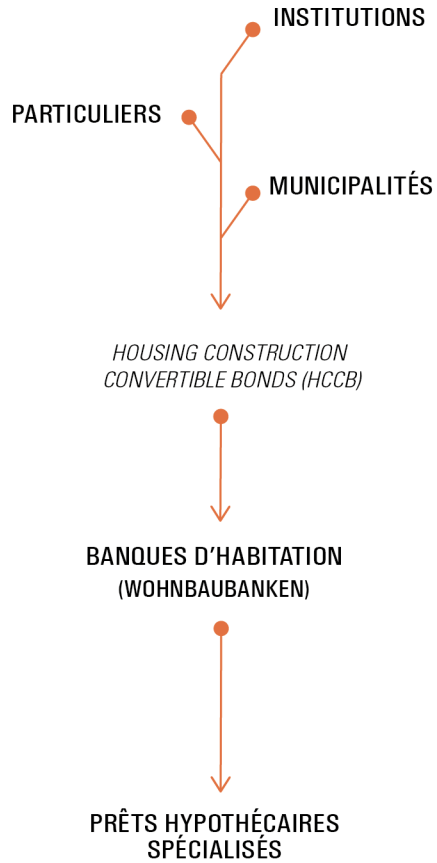 INSTITUTIONS
PARTICULIERS
MUNICIPALITÉS
HOUSING CONSTRUCTION
CONVERTIBLE BONDS (HCCB)
BANQUES D'HABITATION
(WOHNBAUBANKEN)
PRÊTS HYPOTHÉCAIRES
SPÉCIALISÉS